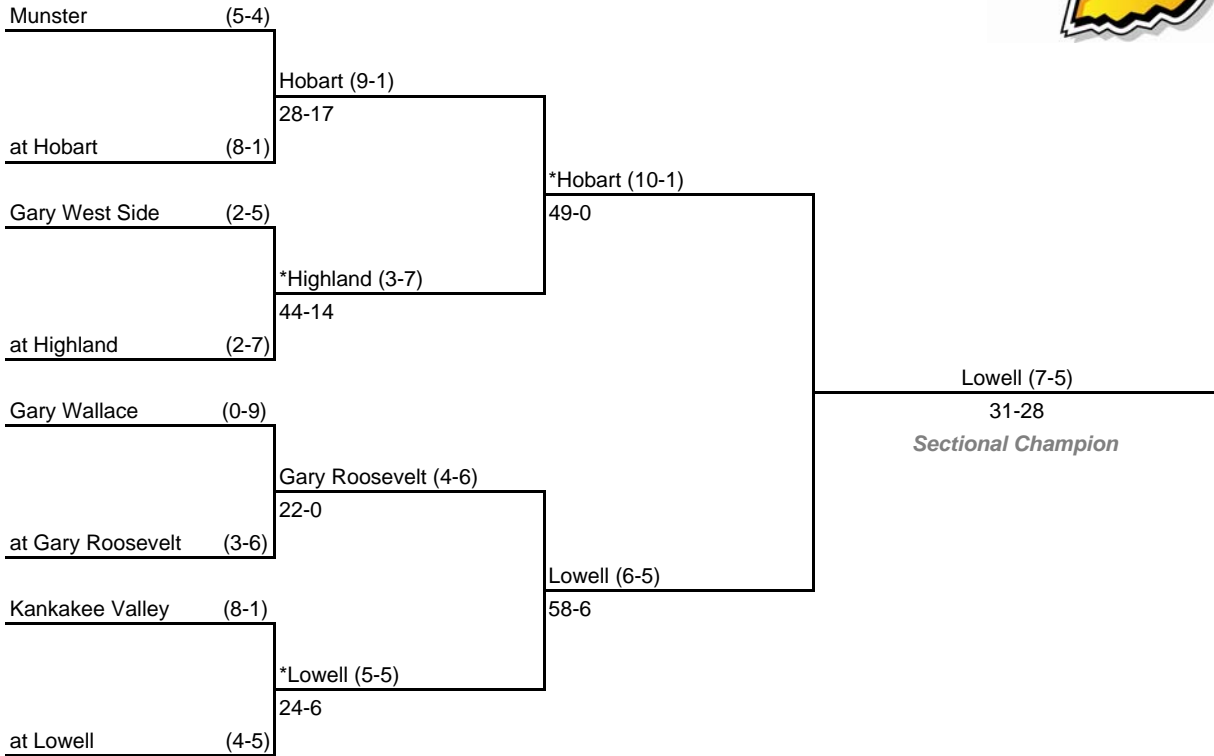 Munster (5-4)
Hobart (9-1)
28-17
at Hobart (8-1)
*Hobart (10-1)
49-0
Gary West Side (2-5)
*Highland (3-7)
44-14
at Highland (2-7)
Lowell (7-5)
31-28
Sectional Champion
Gary Wallace (0-9)
Gary Roosevelt (4-6)
22-0
at Gary Roosevelt (3-6)
Lowell (6-5)
58-6
Kankakee Valley (8-1)
*Lowell (5-5)
24-6
at Lowell (4-5)